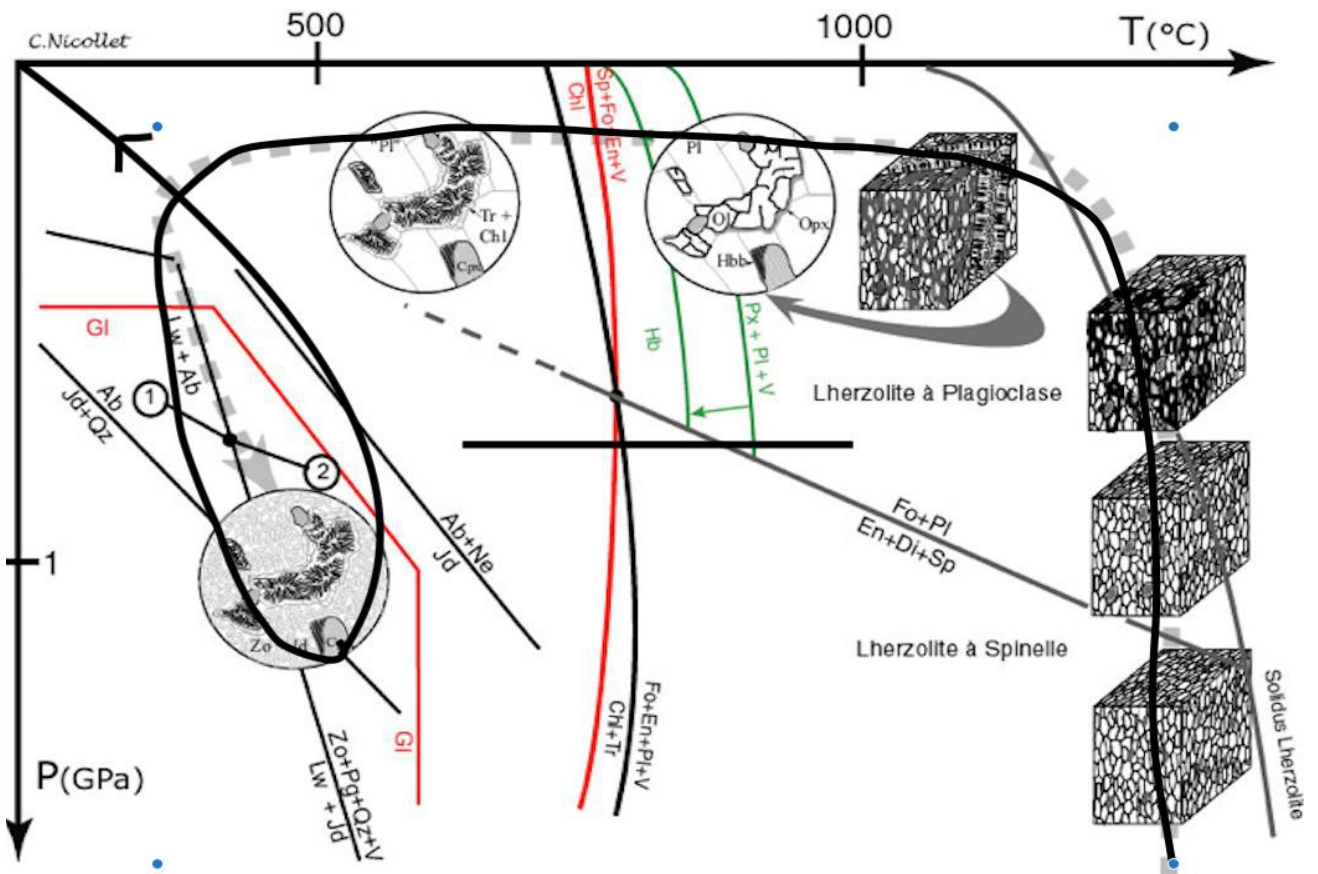 500
1000
T(°C)
C.Nicollet
Sp+Fo+En+V
Chl
"Pl"
Tr +
Chl
Cpx
Pl
Ol
Opx
Hbb
Gl
Lw + Ab
Hb
Px + Pl + V
Lherzolite à Plagioclase
Ab
Jd+Qz
1
2
Ab+Ne
Jd
Fo+Pl
En+Di+Sp
1
Zo
Jd
Lherzolite à Spinelle
Solidus Lherzolite
Fo+En+Pl+V
Chl+Tr
Gl
Zo+Pg+Qz+V
Lw + Jd
P(GPa)